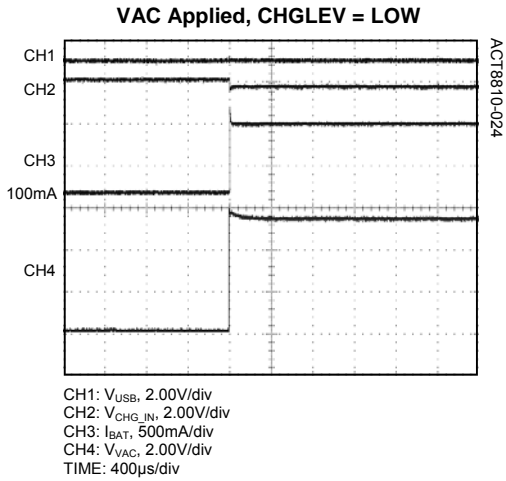 VAC Applied, CHGLEV = LOW
CH1
CH2
CH3
100mA
CH4
ACT8810-024
CH1: VUSB, 2.00V/div
CH2: VCHG_IN, 2.00V/div
CH3: IBAT, 500mA/div
CH4: VVAC, 2.00V/div
TIME: 400µs/div